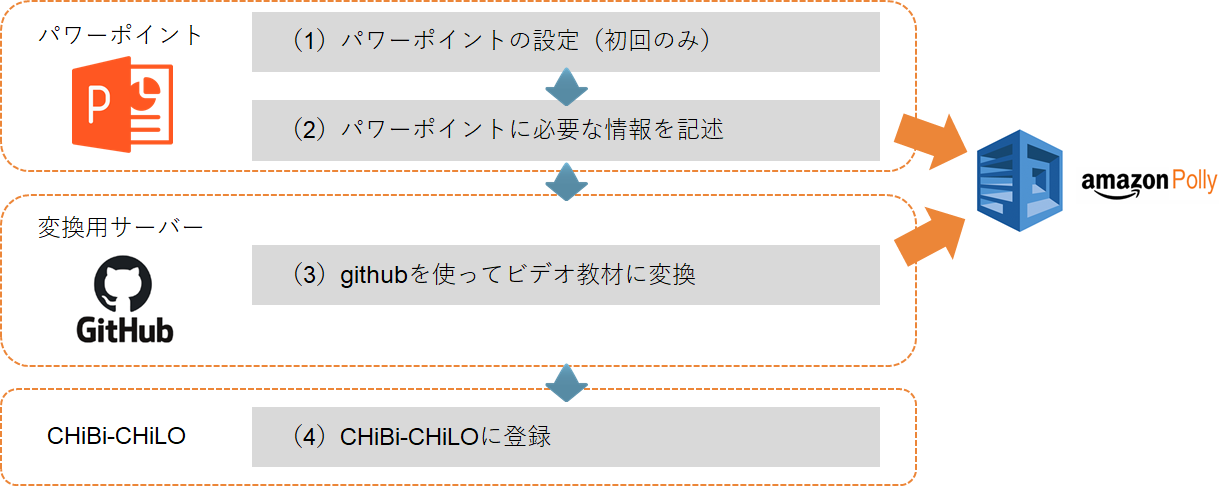 パワーポイント
P
（1）パワーポイントの設定（初回のみ）
（2）パワーポイントに必要な情報を記述
amazon Polly
変換用サーバー
GitHub
（3）githubを使ってビデオ教材に変換
CHiBi-CHiLO
（4）CHiBi-CHiLOに登録